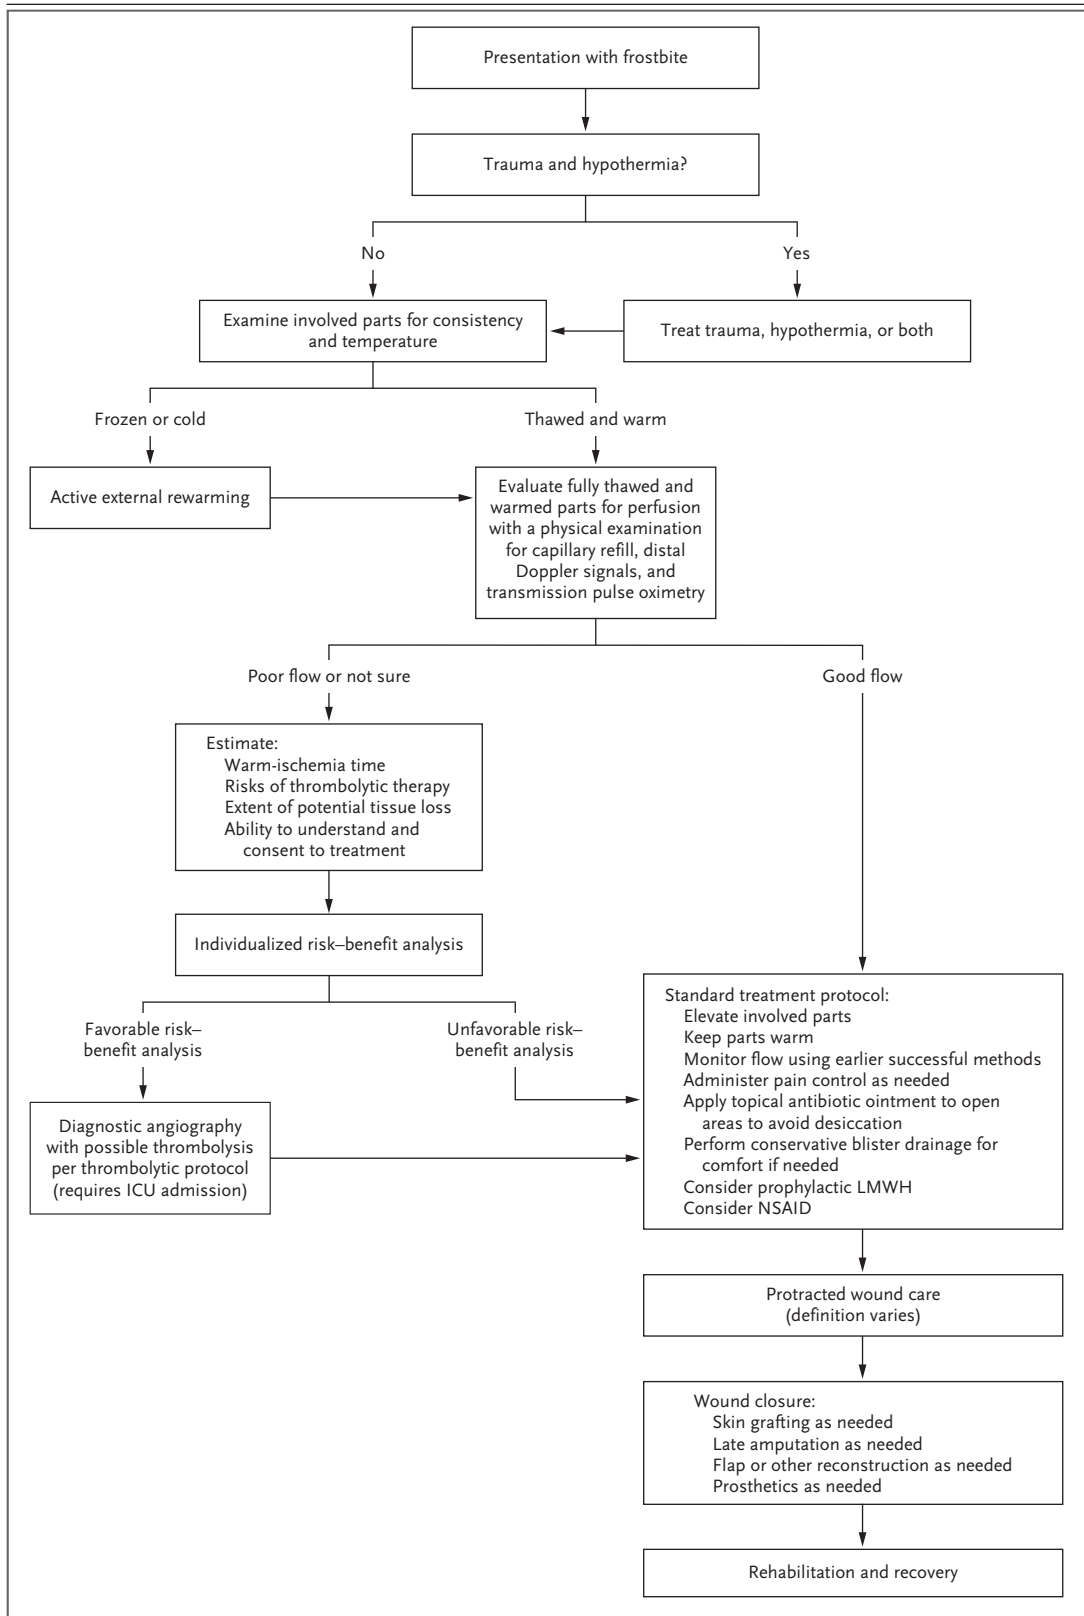 Presentation with frostbite
Trauma and hypothermia?
No
Yes
Examine involved parts for consistency
and temperature
Treat trauma, hypothermia, or both
Frozen or cold
Thawed and warm
Active external rewarming
Evaluate fully thawed and
warmed parts for perfusion
with a physical examination
for capillary refill, distal
Doppler signals, and
transmission pulse oximetry
Poor flow or not sure
Good flow
Estimate:
Warm-ischemia time
Risks of thrombolytic therapy
Extent of potential tissue loss
Ability to understand and
consent to treatment
Individualized risk–benefit analysis
Favorable risk–
benefit analysis
Unfavorable risk–
benefit analysis
Diagnostic angiography
with possible thrombolysis
per thrombolytic protocol
(requires ICU admission)
Standard treatment protocol:
Elevate involved parts
Keep parts warm
Monitor flow using earlier successful methods
Administer pain control as needed
Apply topical antibiotic ointment to open
areas to avoid desiccation
Perform conservative blister drainage for
comfort if needed
Consider prophylactic LMWH
Consider NSAID
Protracted wound care
(definition varies)
Wound closure:
Skin grafting as needed
Late amputation as needed
Flap or other reconstruction as needed
Prosthetics as needed
Rehabilitation and recovery